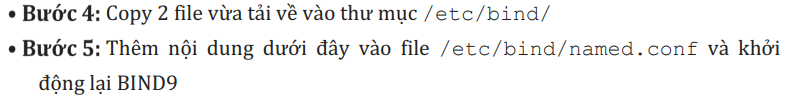 • Bước 4: Copy 2 file vừa tải về vào thư mục /etc/bind/
• Bước 5: Thêm nội dung dưới đây vào file /etc/bind/named.conf và khởi
động lại BIND9